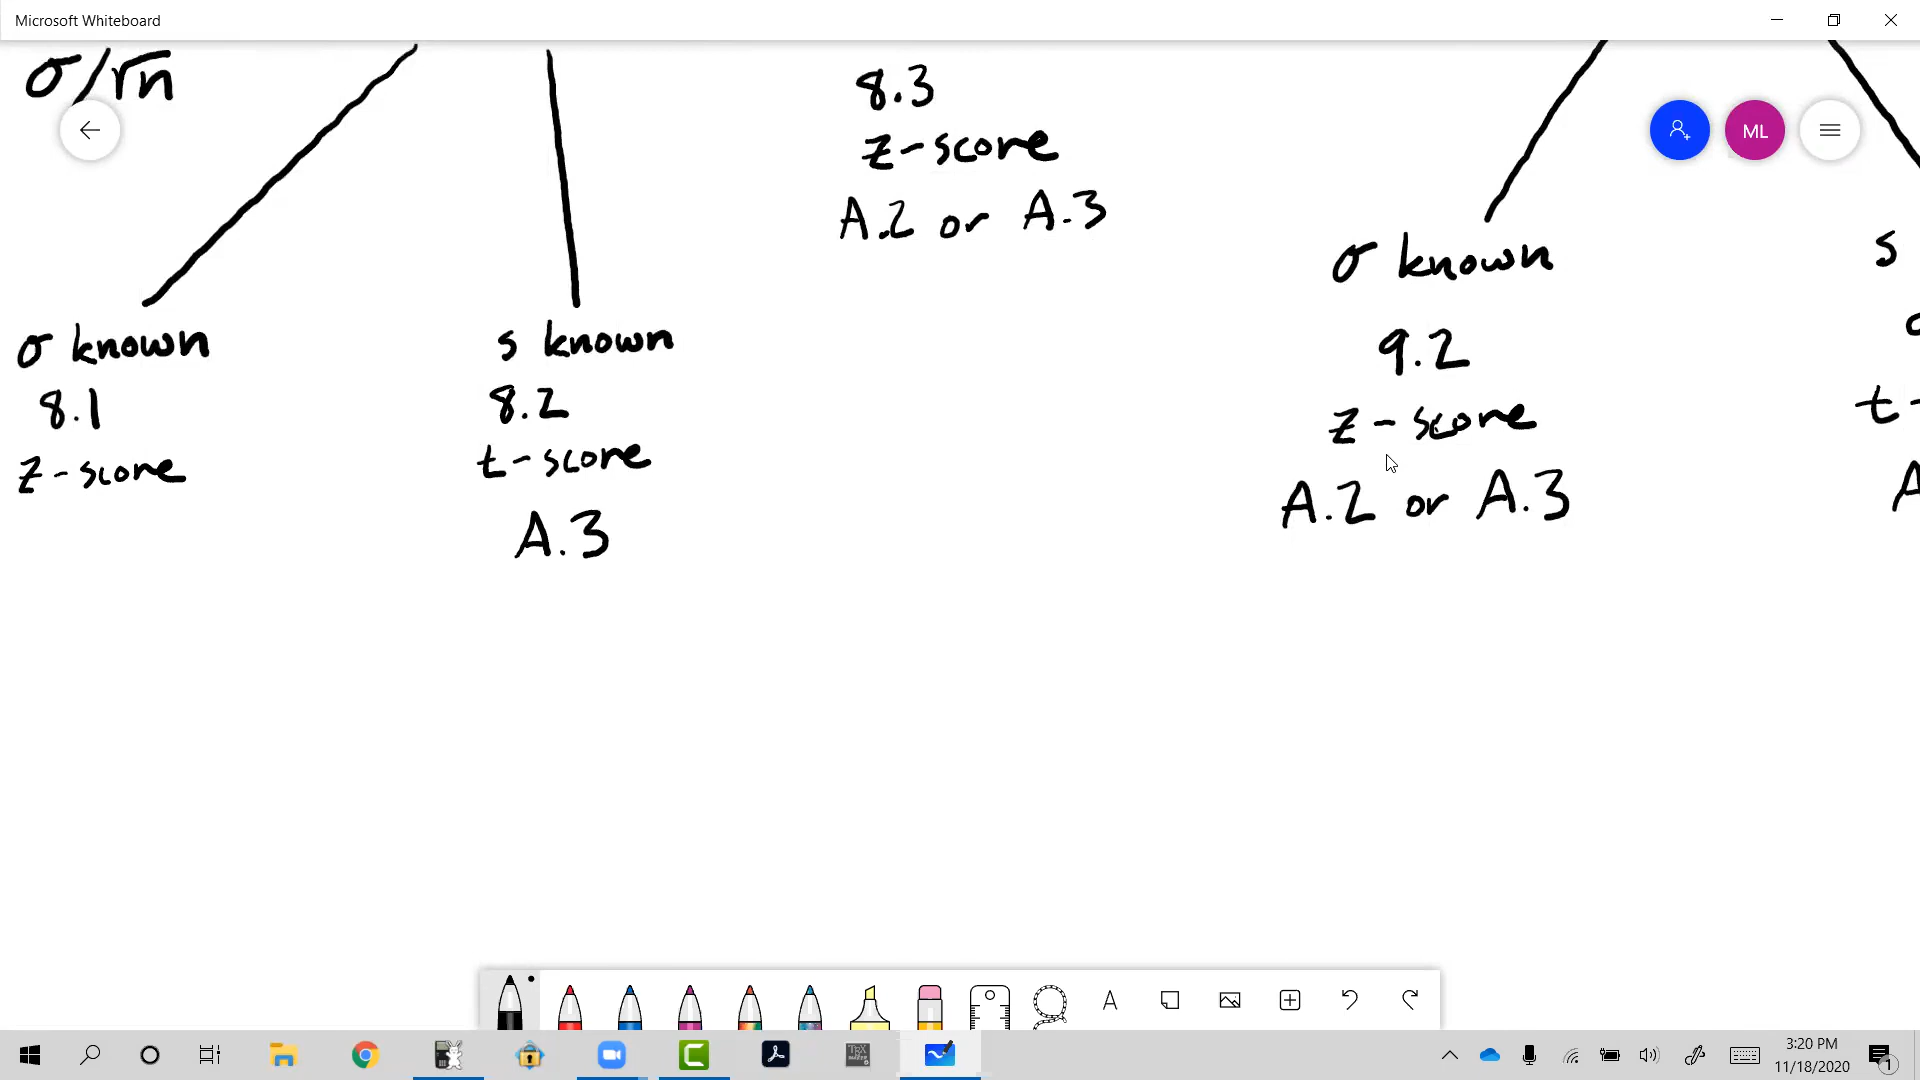 Microsoft Whiteboard
σ/√n
ML
σ known
8.1
z-score
s known
8.2
t-score
A.3
8.3
z-score
A.2 or A.3
σ known
9.2
z-score
A.2 or A.3
s
t-
A
3:20 PM
11/18/2020
1